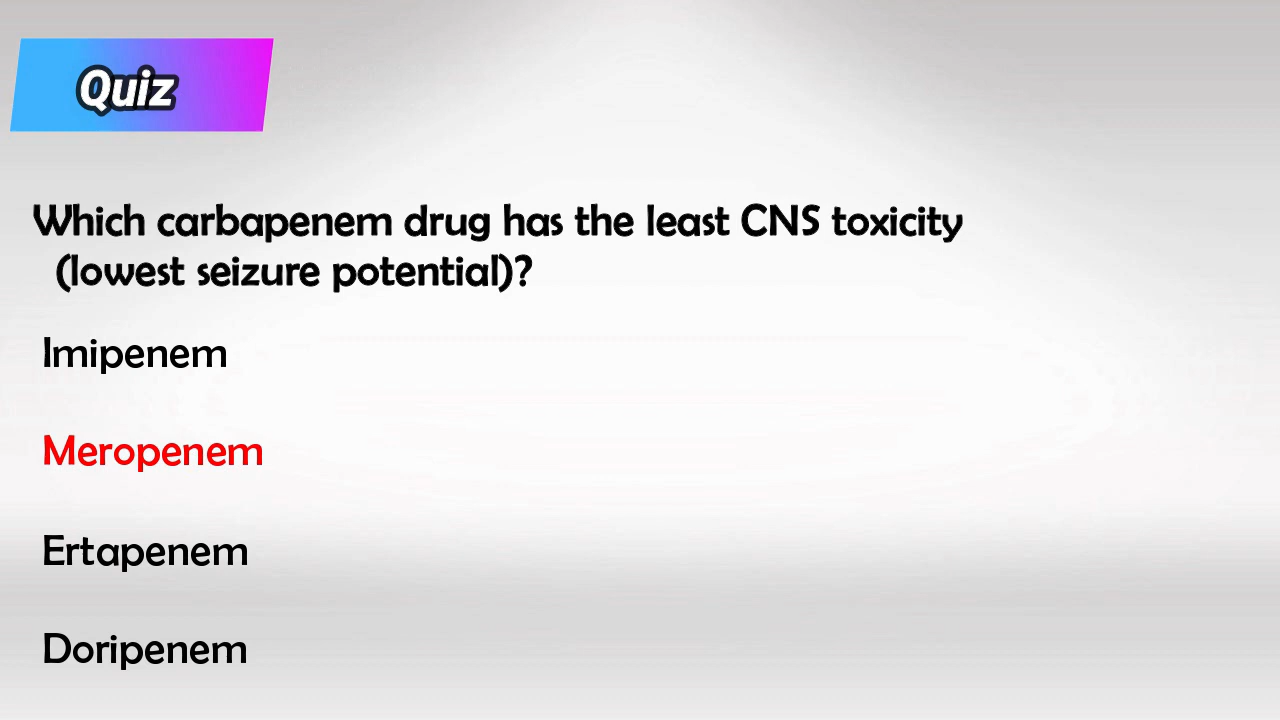 Quiz
Which carbapenem drug has the least CNS toxicity
(lowest seizure potential)?
Imipenem
Meropenem
Ertapenem
Doripenem